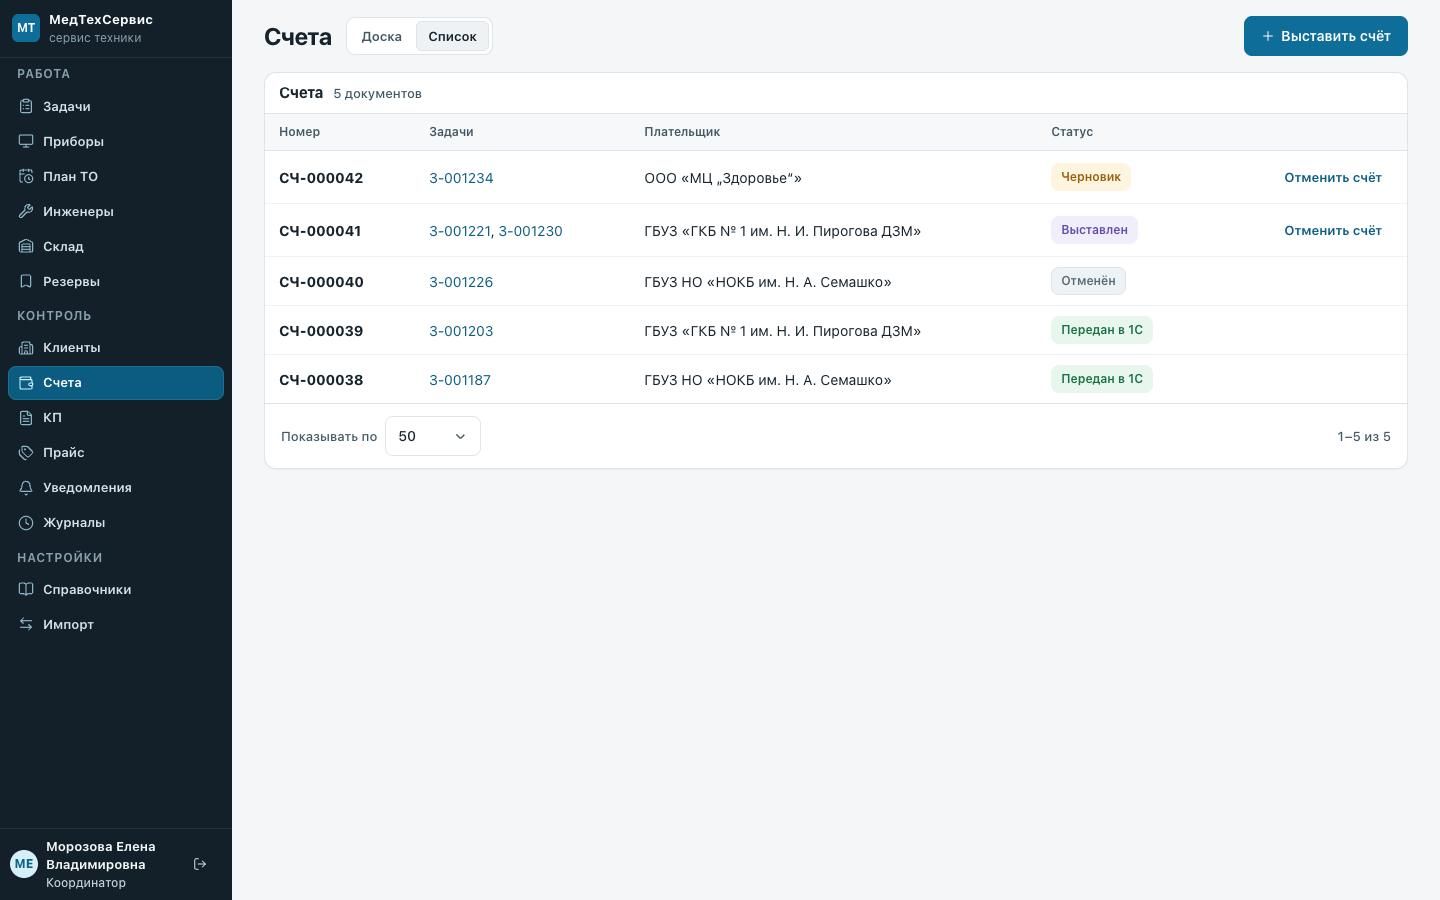 МТ
МедТехСервис
сервис техники
РАБОТА
Задачи
Приборы
План ТО
Инженеры
Склад
Резервы
КОНТРОЛЬ
Клиенты
Счета
КП
Прайс
Уведомления
Журналы
НАСТРОЙКИ
Справочники
Импорт
МЕ
Морозова Елена
Владимировна
Координатор
Счета
Доска
Список
Выставить счёт
Счета 5 документов
Номер Задачи Плательщик Статус
СЧ-000042 З-001234 ООО «МЦ „Здоровье“» Черновик Отменить счёт
СЧ-000041 З-001221, З-001230 ГБУЗ «ГКБ № 1 им. Н. И. Пирогова ДЗМ» Выставлен Отменить счёт
СЧ-000040 З-001226 ГБУЗ НО «НОКБ им. Н. А. Семашко» Отменён
СЧ-000039 З-001203 ГБУЗ «ГКБ № 1 им. Н. И. Пирогова ДЗМ» Передан в 1С
СЧ-000038 З-001187 ГБУЗ НО «НОКБ им. Н. А. Семашко» Передан в 1С
Показывать по 50 1–5 из 5